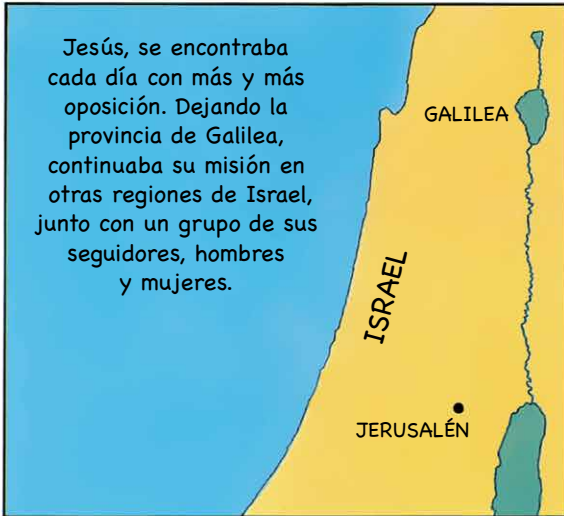 Jesús, se encontraba
cada día con más y más
oposición. Dejando la
provincia de Galilea,
continuaba su misión en
otras regiones de Israel,
junto con un grupo de sus
seguidores, hombres
y mujeres.
GALILEA
ISRAEL
JERUSALÉN